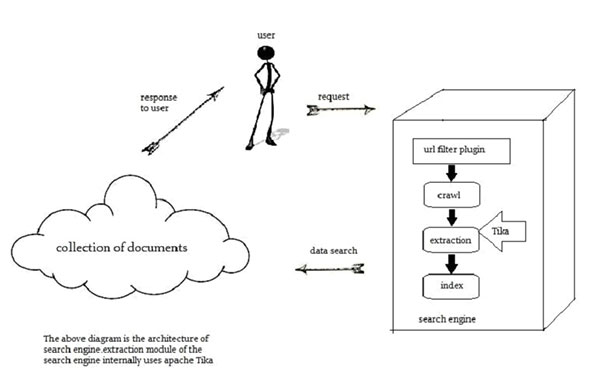 user
response
to user
request
url filter plugin
crawl
extraction
Tika
index
search engine
collection of documents
data search
The above diagram is the architecture of
search engine.extraction module of the
search engine internally uses apache Tika